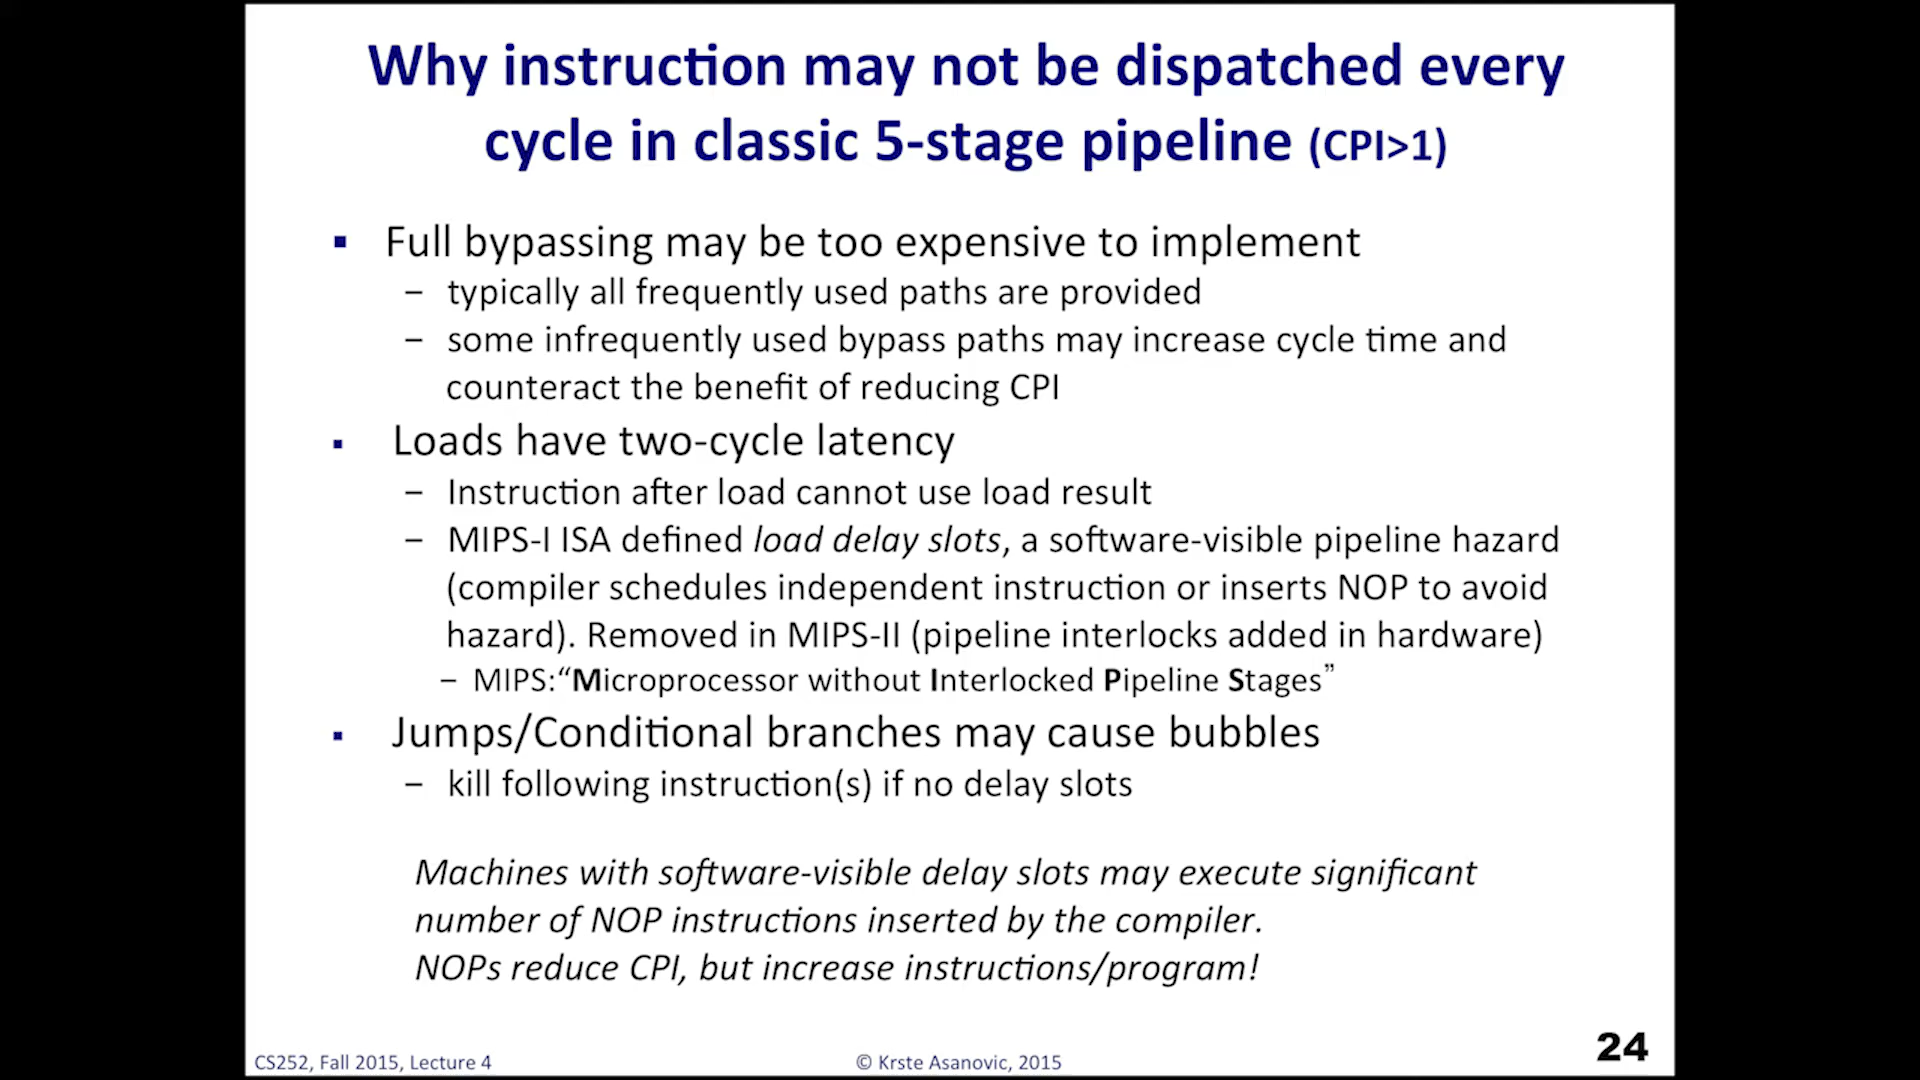 Why instruction may not be dispatched every
cycle in classic 5-stage pipeline (CPI>1)
▪ Full bypassing may be too expensive to implement
– typically all frequently used paths are provided
– some infrequently used bypass paths may increase cycle time and
counteract the benefit of reducing CPI
▪ Loads have two-cycle latency
– Instruction after load cannot use load result
– MIPS-I ISA defined load delay slots, a software-visible pipeline hazard
(compiler schedules independent instruction or inserts NOP to avoid
hazard). Removed in MIPS-II (pipeline interlocks added in hardware)
– MIPS:“Microprocessor without Interlocked Pipeline Stages”
▪ Jumps/Conditional branches may cause bubbles
– kill following instruction(s) if no delay slots
Machines with software-visible delay slots may execute significant
number of NOP instructions inserted by the compiler.
NOPs reduce CPI, but increase instructions/program!
CS252, Fall 2015, Lecture 4
© Krste Asanovic, 2015
24